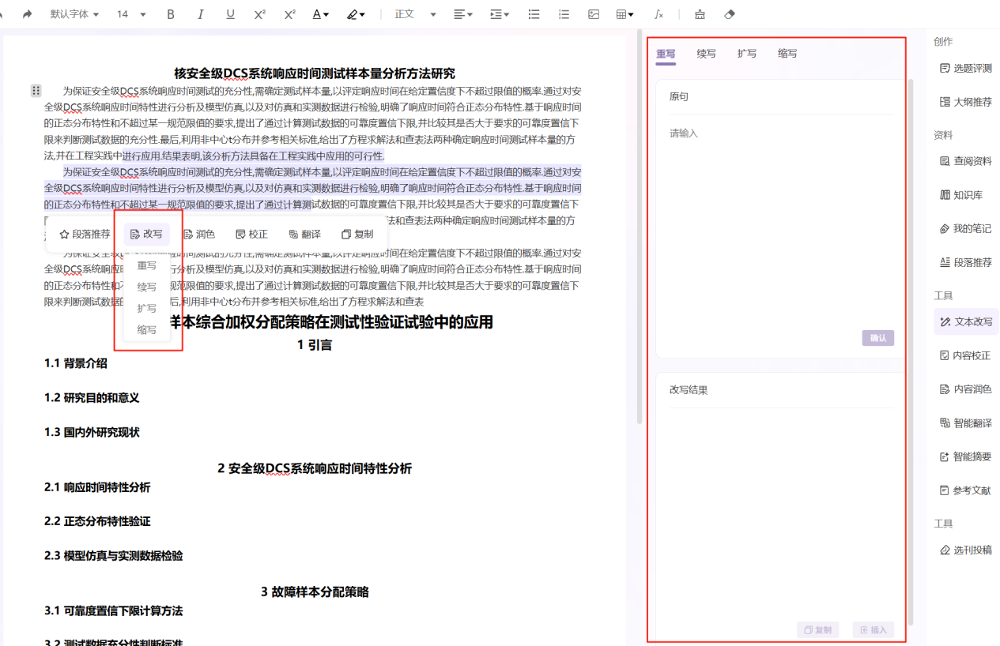 默认字体 14 B I U X² X² A 正文
核安全级DCS系统响应时间测试样本量分析方法研究
为保证安全级DCS系统响应时间测试的充分性,需确定测试样本量,以评定响应时间在给定置信度下不超过限值的概率.通过对安
全级DCS系统响应时间特性进行分析及模型仿真,以及对仿真和实测数据进行检验,明确了响应时间符合正态分布特性.基于响应时间
的正态分布特性和不超过某一规范限值的要求,提出了通过计算测试数据的可靠度置信下限,并比较其是否大于要求的可靠度置信下
限来判断测试数据的充分性.最后,利用非中心t分布并参考相关标准,给出了方程求解法和查表法两种确定响应时间测试样本量的方
法,并在工程实践中进行应用.结果表明,该分析方法具备在工程实践中应用的可行性.
为保证安全级DCS系统响应时间测试的充分性,需确定测试样本量,以评定响应时间在给定置信度下不超过限值的概率.通过对安
全级DCS系统响应时间特性进行分析及模型仿真,以及对仿真和实测数据进行检验,明确了响应时间符合正态分布特性.基于响应时间
的正态分布特性和不超过某一规范限值的要求,提出了通过计算测试数据的可靠度置信下限,并比较其是否大于要求的可靠度置信下
法和查表法两种确定响应时间测试样本量的方
段落推荐 改写 润色 校正 翻译 复制
重写
续写
扩写
缩写
为保证安全级DCS系统响应时间测试的充分性,需确定测试样本量,以评定响应时间在给定置信度下不超过限值的概率.通过对安
全级DCS系统响应 行分析及模型仿真,以及对仿真和实测数据进行检验,明确了响应时间符合正态分布特性.基于响应时间
的正态分布特性和不 规范限值的要求,提出了通过计算测试数据的可靠度置信下限,并比较其是否大于要求的可靠度置信下
限来判断测试数据的 后,利用非中心t分布并参考相关标准,给出了方程求解法和查表
样本综合加权分配策略在测试性验证试验中的应用
1 引言
1.1 背景介绍
1.2 研究目的和意义
1.3 国内外研究现状
2 安全级DCS系统响应时间特性分析
2.1 响应时间特性分析
2.2 正态分布特性验证
2.3 模型仿真与实测数据检验
3 故障样本分配策略
3.1 可靠度置信下限计算方法
3.2 测试数据充分性判断标准
重写 续写 扩写 缩写
原句
请输入
确认
改写结果
复制 插入
创作
选题评测
大纲推荐
资料
查阅资料
知识库
我的笔记
段落推荐
工具
文本改写
内容校正
内容润色
智能翻译
智能摘要
参考文献
工具
选刊投稿